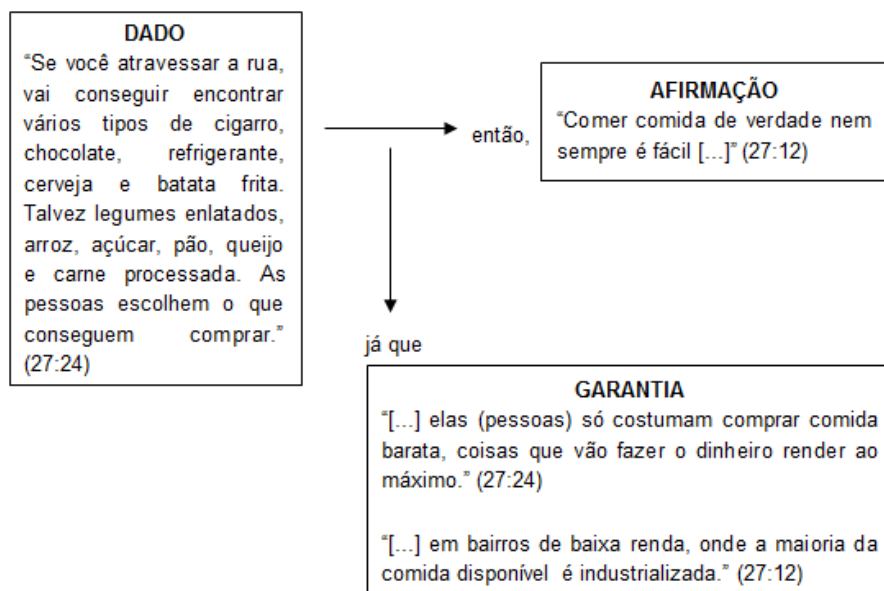 DADO
“Se você atravessar a rua,
vai conseguir encontrar
vários tipos de cigarro,
chocolate, refrigerante,
cerveja e batata frita.
Talvez legumes enlatados,
arroz, açúcar, pão, queijo
e carne processada. As
pessoas escolhem o que
conseguem comprar.”
(27:24)
então,
AFIRMAÇÃO
“Comer comida de verdade nem
sempre é fácil [...]” (27:12)
já que
GARANTIA
“[...] elas (pessoas) só costumam comprar comida
barata, coisas que vão fazer o dinheiro render ao
máximo.” (27:24)
“[...] em bairros de baixa renda, onde a maioria da
comida disponível é industrializada.” (27:12)